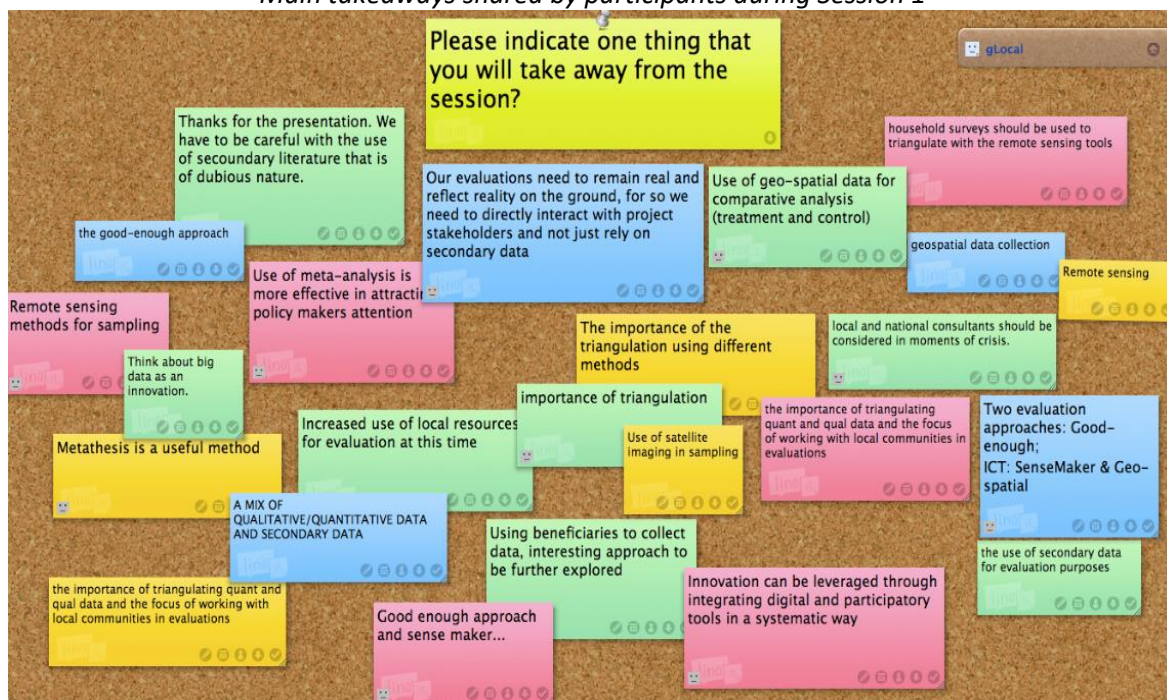 Main takeaways shared by participants during Session 1
Please indicate one thing that
you will take away from the
session?
gLocal
Thanks for the presentation. We
have to be careful with the use
of secoundary literature that is
of dubious nature.
household surveys should be used to
triangulate with the remote sensing tools
Our evaluations need to remain real and
reflect reality on the ground, for so we
need to directly interact with project
stakeholders and not just rely on
secondary data
Use of geo-spatial data for
comparative analysis
(treatment and control)
the good-enough approach
geospatial data collection
Use of meta-analysis is
more effective in attracti
policy makers attention
Remote sensing
Remote sensing
methods for sampling
The importance of the
triangulation using different
methods
local and national consultants should be
considered in moments of crisis.
Think about big
data as an
innovation.
importance of triangulation
the importance of triangulating
quant and qual data and the focus
of working with local communities in
evaluations
Two evaluation
approaches: Good-
enough;
ICT: SenseMaker & Geo-
spatial
Increased use of local resources
for evaluation at this time
Use of satellite
imaging in sampling
Metathesis is a useful method
A MIX OF
QUALITATIVE/QUANTITATIVE DATA
AND SECONDARY DATA
Using beneficiaries to collect
data, interesting approach to
be further explored
the use of secondary data
for evaluation purposes
the importance of triangulating quant and
qual data and the focus of working with
local communities in evaluations
Innovation can be leveraged through
integrating digital and participatory
tools in a systematic way
Good enough approach
and sense maker...